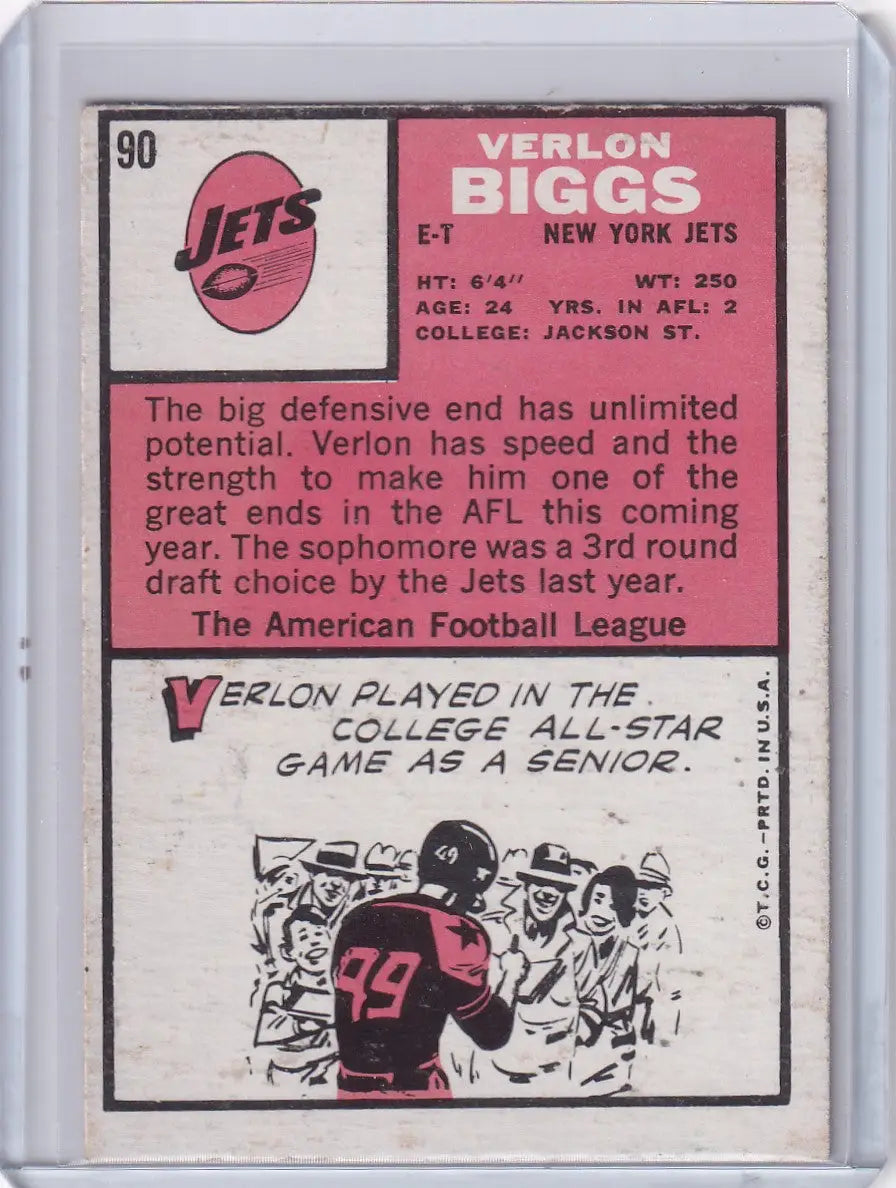 90
JETS
VERLON
BIGGS
E-T NEW YORK JETS
HT: 6'4" WT: 250
AGE: 24 YRS. IN AFL: 2
COLLEGE: JACKSON ST.
The big defensive end has unlimited
potential. Verlon has speed and the
strength to make him one of the
great ends in the AFL this coming
year. The sophomore was a 3rd round
draft choice by the Jets last year.
The American Football League
VERLON PLAYED IN THE
COLLEGE ALL-STAR
GAME AS A SENIOR.
49
99
©T.C.G.—PRTD. IN U.S.A.